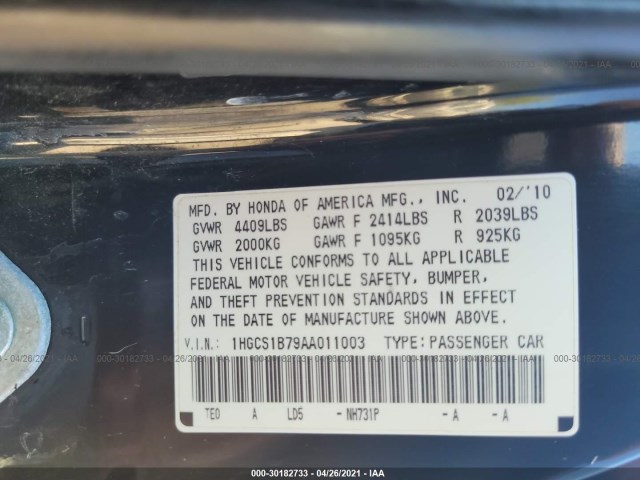 MFD. BY HONDA OF AMERICA MFG., INC. 02/'10
GVWR 4409LBS GAWR F 2414LBS R 2039LBS
GVWR 2000KG GAWR F 1095KG R 925KG
THIS VEHICLE CONFORMS TO ALL APPLICABLE
FEDERAL MOTOR VEHICLE SAFETY, BUMPER,
AND THEFT PREVENTION STANDARDS IN EFFECT
ON THE DATE OF MANUFACTURE SHOWN ABOVE.
V.I.N.: 1HGCS1B79AA011003 TYPE: PASSENGER CAR
TE0 A LD5 - NH731P - A - A
000-30182733 - 04/26/2021 - IAA